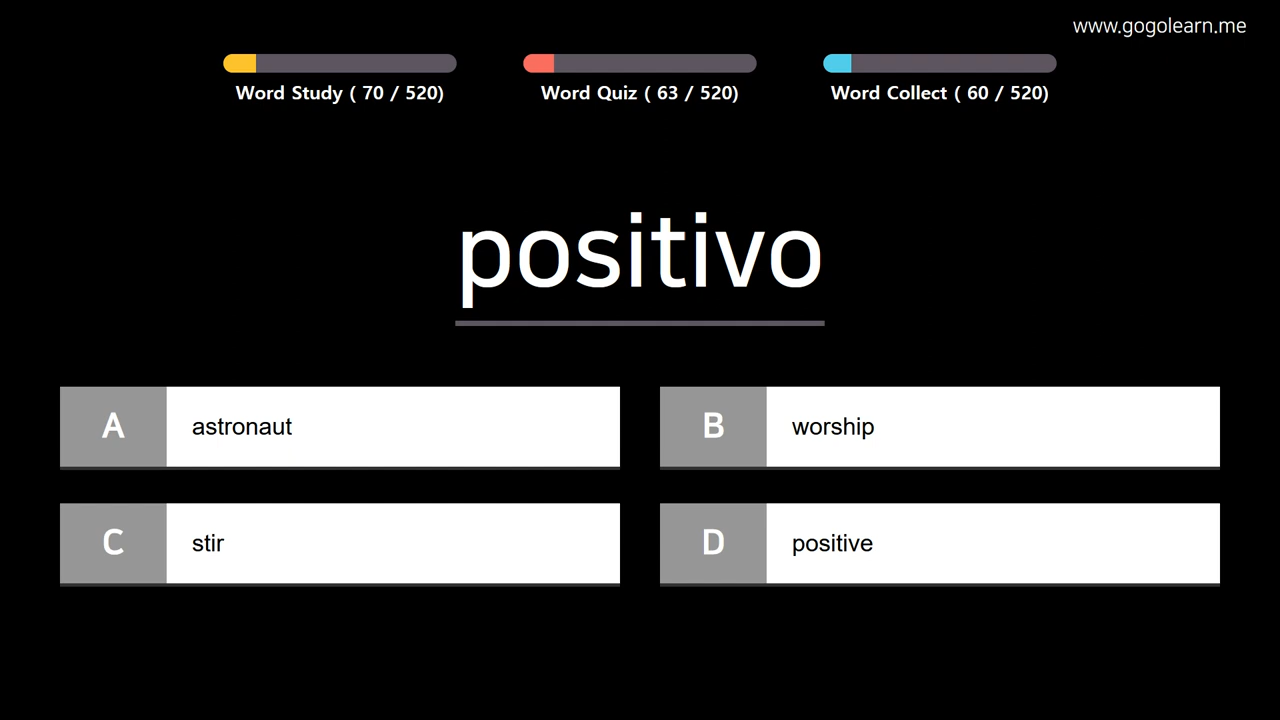 www.gogolearn.me
Word Study ( 70 / 520)
Word Quiz ( 63 / 520)
Word Collect ( 60 / 520)
positivo
A astronaut
B worship
C stir
D positive